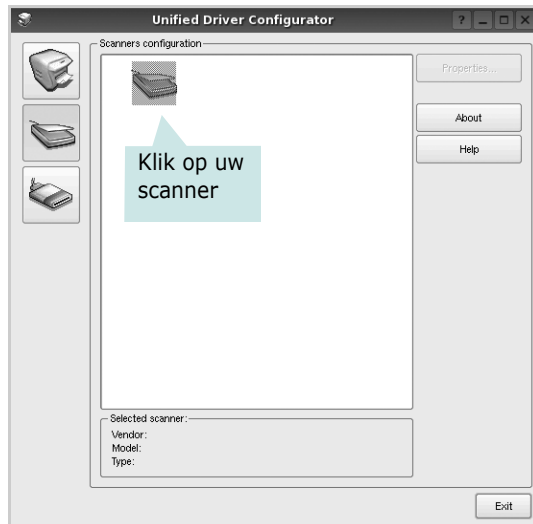 Unified Driver Configurator
Scanners configuration
Properties...
About
Help
Klik op uw
scanner
Selected scanner:
Vendor:
Model:
Type:
Exit